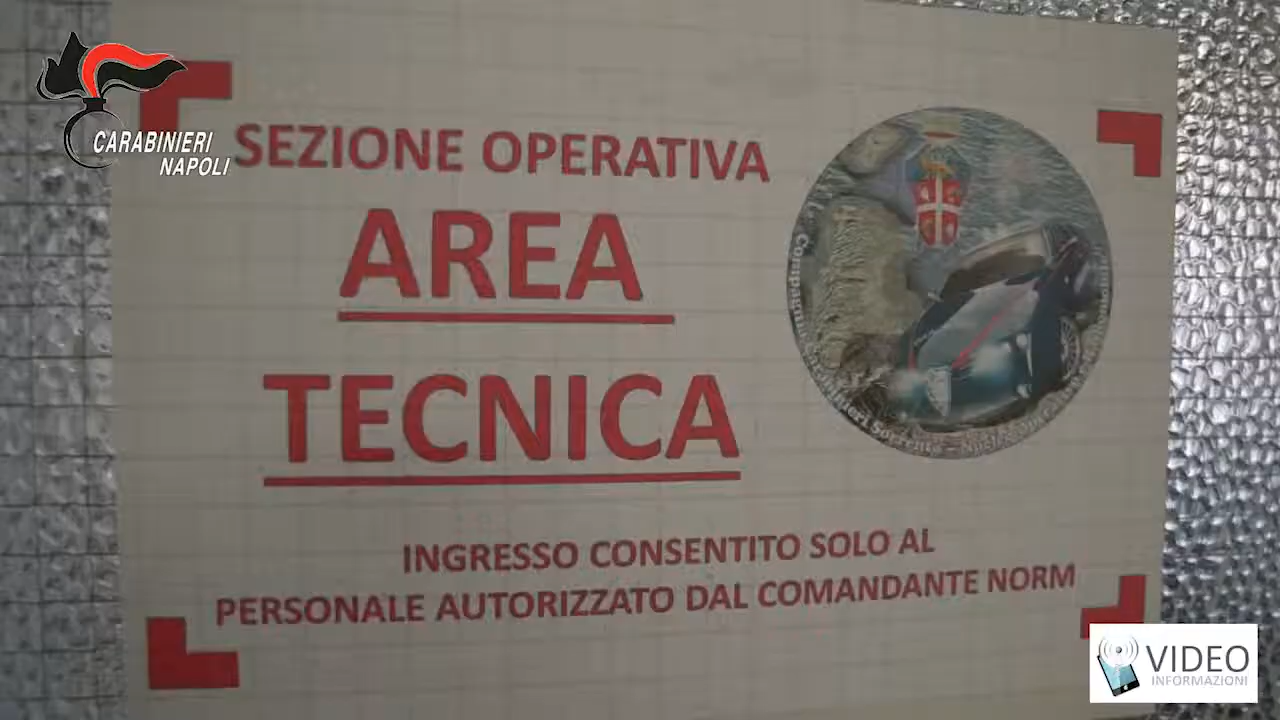 CARABINIERI
NAPOLI
SEZIONE OPERATIVA
AREA
TECNICA
INGRESSO CONSENTITO SOLO AL
PERSONALE AUTORIZZATO DAL COMANDANTE NORM
VIDEO
INFORMAZIONI